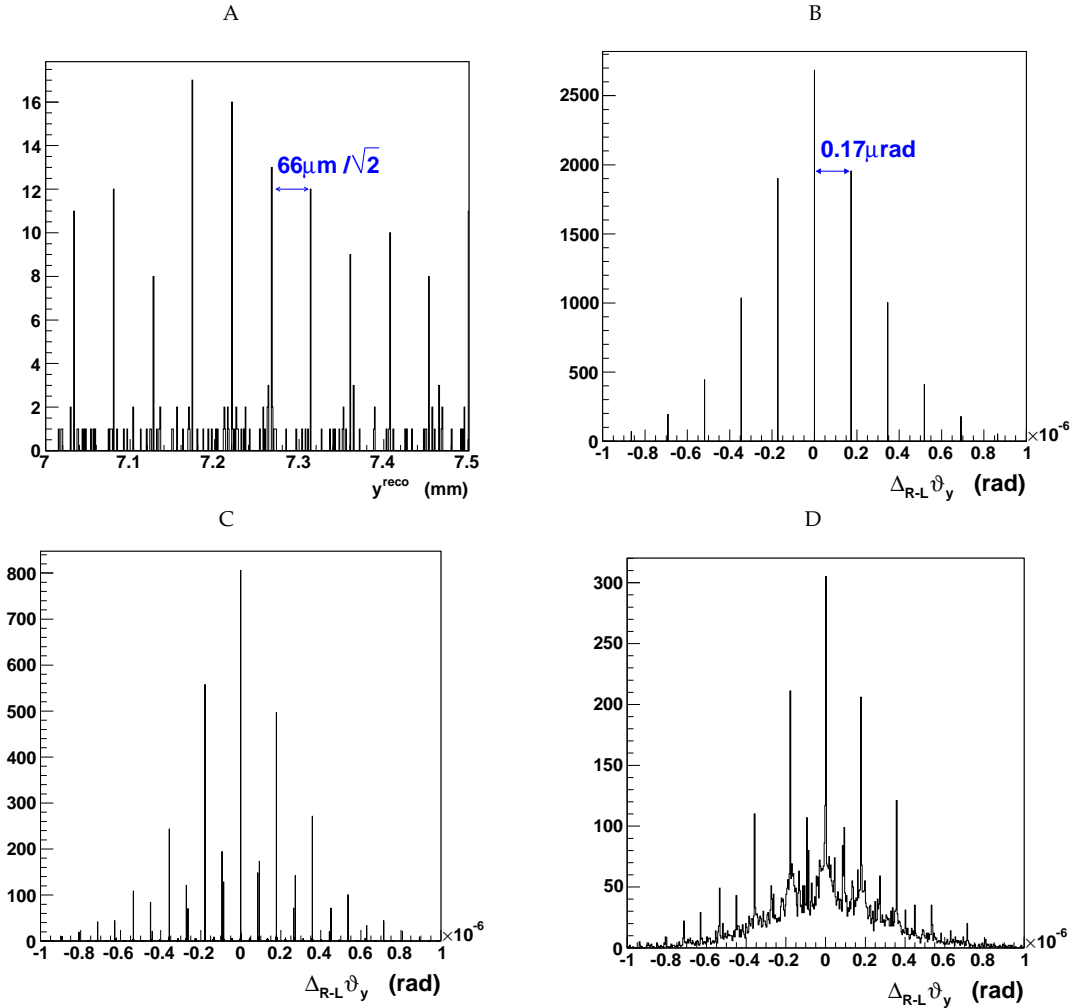 A
16
14
12
10
8
6
4
2
0
66μm /√2
7 7.1 7.2 7.3 7.4 7.5
y^reco (mm)
B
2500
2000
1500
1000
500
0
0.17μrad
-1 -0.8 -0.6 -0.4 -0.2 0 0.2 0.4 0.6 0.8 1
×10^-6
Δ_R-L ϑ_y (rad)
C
800
700
600
500
400
300
200
100
0
-1 -0.8 -0.6 -0.4 -0.2 0 0.2 0.4 0.6 0.8 1
×10^-6
Δ_R-L ϑ_y (rad)
D
300
250
200
150
100
50
0
-1 -0.8 -0.6 -0.4 -0.2 0 0.2 0.4 0.6 0.8 1
×10^-6
Δ_R-L ϑ_y (rad)